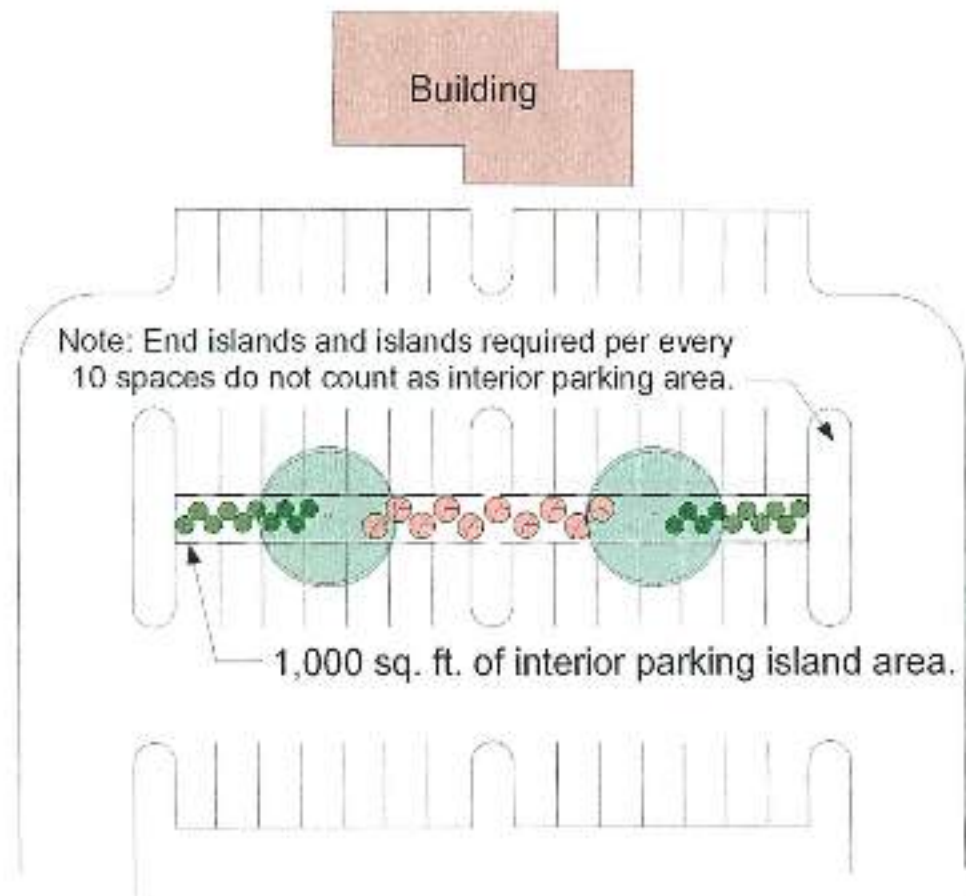 Building
Note: End islands and islands required per every
10 spaces do not count as interior parking area.
1,000 sq. ft. of interior parking island area.